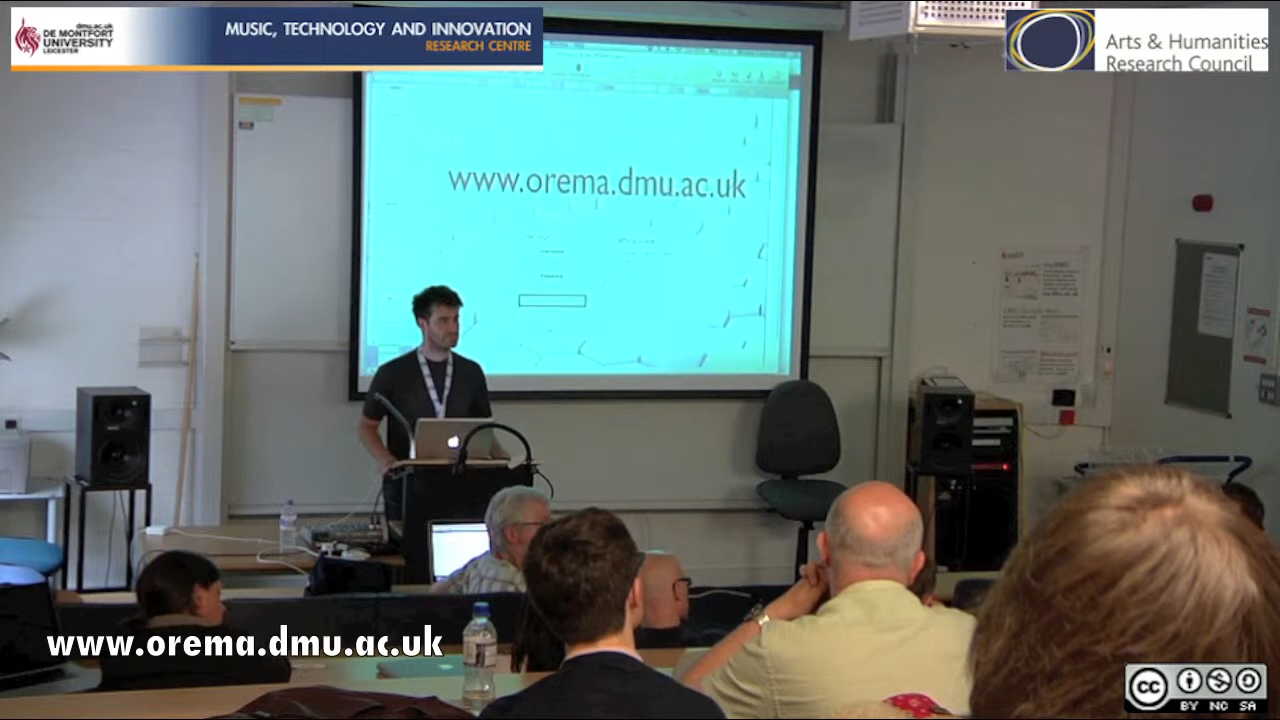 dmu.ac.uk
DE MONTFORT
UNIVERSITY
LEICESTER
MUSIC, TECHNOLOGY AND INNOVATION
RESEARCH CENTRE
Arts & Humanities
Research Council
www.orema.dmu.ac.uk
www.orema.dmu.ac.uk
cc
BY NC SA